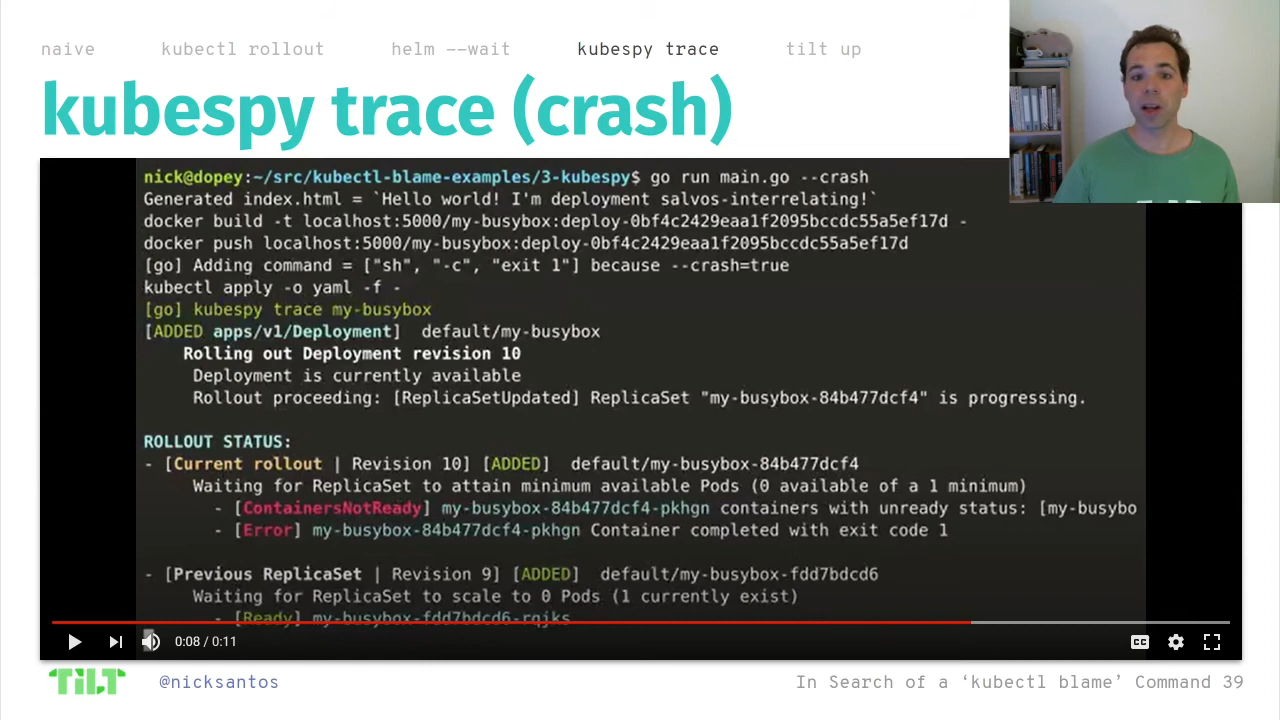 naive kubectl rollout helm --wait kubespy trace tilt up
kubespy trace (crash)
nick@dopey:~/src/kubectl-blame-examples/3-kubespy$ go run main.go --crash
Generated index.html = `Hello world! I'm deployment salvos-interrelating!`
docker build -t localhost:5000/my-busybox:deploy-0bf4c2429eaa1f2095bccdc55a5ef17d -
docker push localhost:5000/my-busybox:deploy-0bf4c2429eaa1f2095bccdc55a5ef17d
[go] Adding command = ["sh", "-c", "exit 1"] because --crash=true
kubectl apply -o yaml -f -
[go] kubespy trace my-busybox
[ADDED apps/v1/Deployment] default/my-busybox
Rolling out Deployment revision 10
Deployment is currently available
Rollout proceeding: [ReplicaSetUpdated] ReplicaSet "my-busybox-84b477dcf4" is progressing.
ROLLOUT STATUS:
- [Current rollout | Revision 10] [ADDED] default/my-busybox-84b477dcf4
Waiting for ReplicaSet to attain minimum available Pods (0 available of a 1 minimum)
- [ContainersNotReady] my-busybox-84b477dcf4-pkhgn containers with unready status: [my-busybo
- [Error] my-busybox-84b477dcf4-pkhgn Container completed with exit code 1
- [Previous ReplicaSet | Revision 9] [ADDED] default/my-busybox-fdd7bdcd6
Waiting for ReplicaSet to scale to 0 Pods (1 currently exist)
- [Ready] my-busybox-fdd7bdcd6-rqjks
0:08 / 0:11 CC
TILT @nicksantos In Search of a ‘kubectl blame’ Command 39